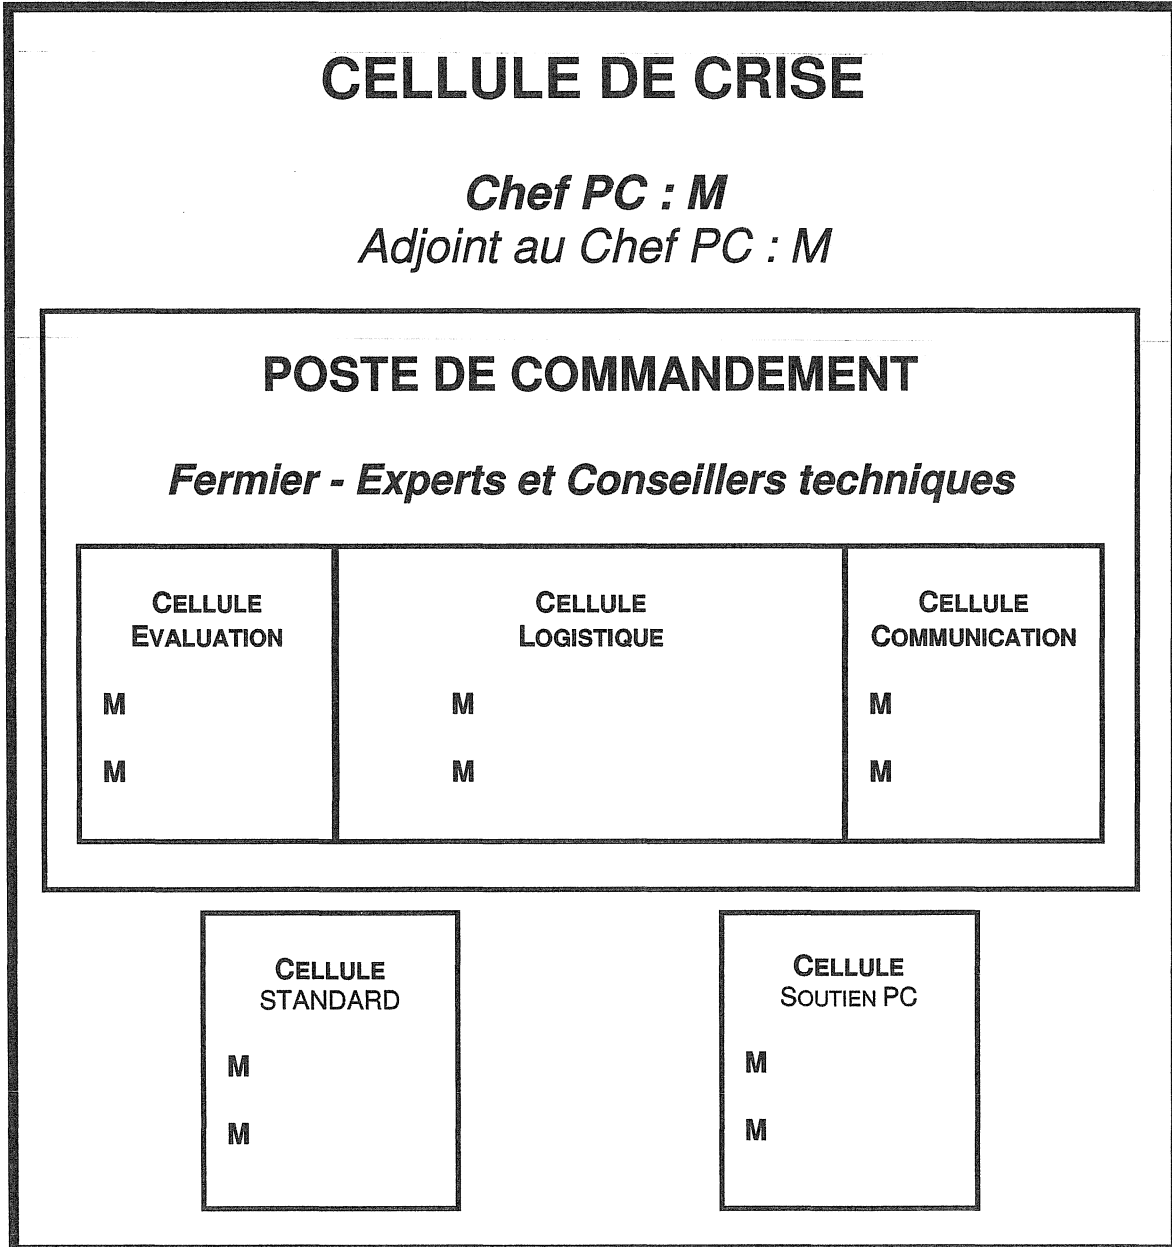 CELLULE DE CRISE
Chef PC : M
Adjoint au Chef PC : M
POSTE DE COMMANDEMENT
Fermier - Experts et Conseillers techniques
CELLULE
EVALUATION
M
M
CELLULE
LOGISTIQUE
M
M
CELLULE
COMMUNICATION
M
M
CELLULE
STANDARD
M
M
CELLULE
SOUTIEN PC
M
M